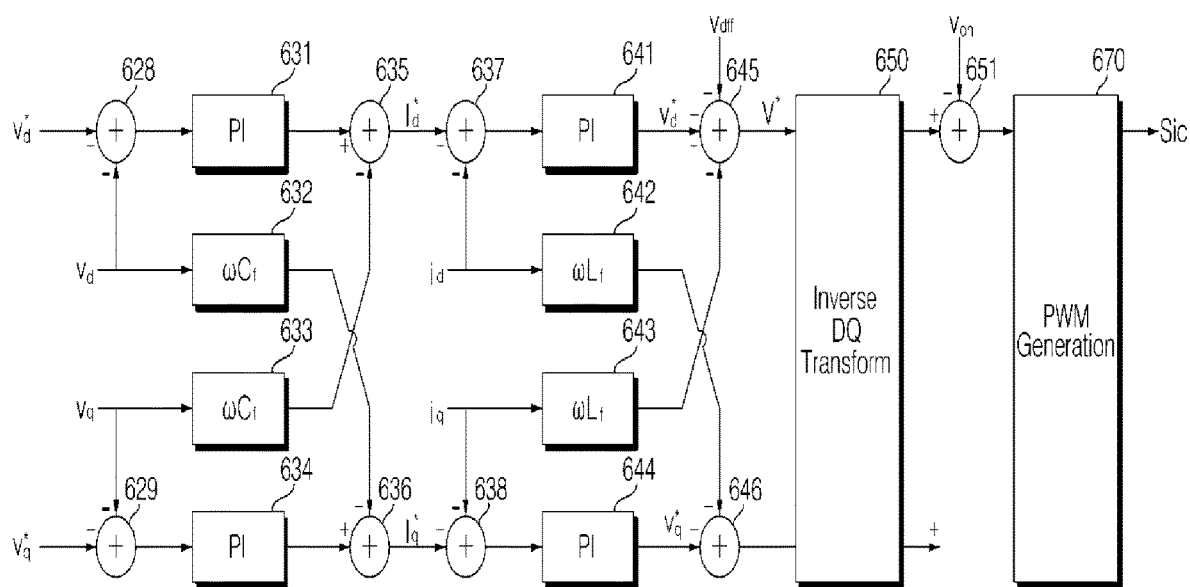 Vdff
Von
628
631
635
637
641
645
650
651
670
V*d
PI
I*d
PI
V*d
V*
Sic
632
642
Vd
ωCf
id
ωLf
Inverse
DQ
Transform
PWM
Generation
633
643
Vq
ωCf
iq
ωLf
629
634
636
638
644
646
V*q
PI
I*q
PI
V*q